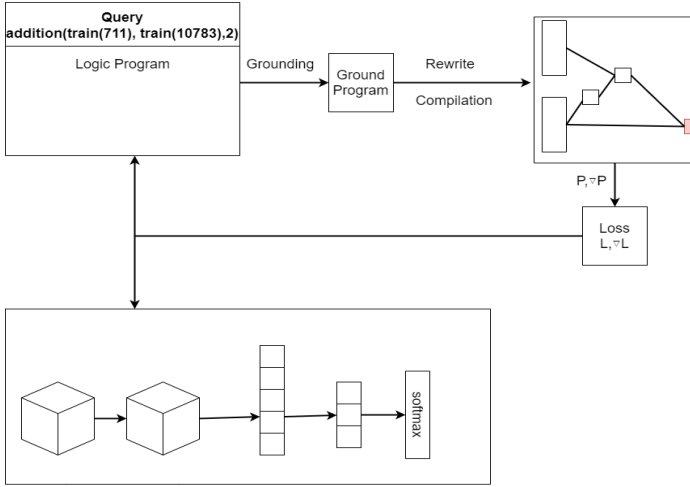 Query
addition(train(711), train(10783),2)
Logic Program
Grounding
Ground
Program
Rewrite
Compilation
P,▽P
Loss
L,▽L
softmax